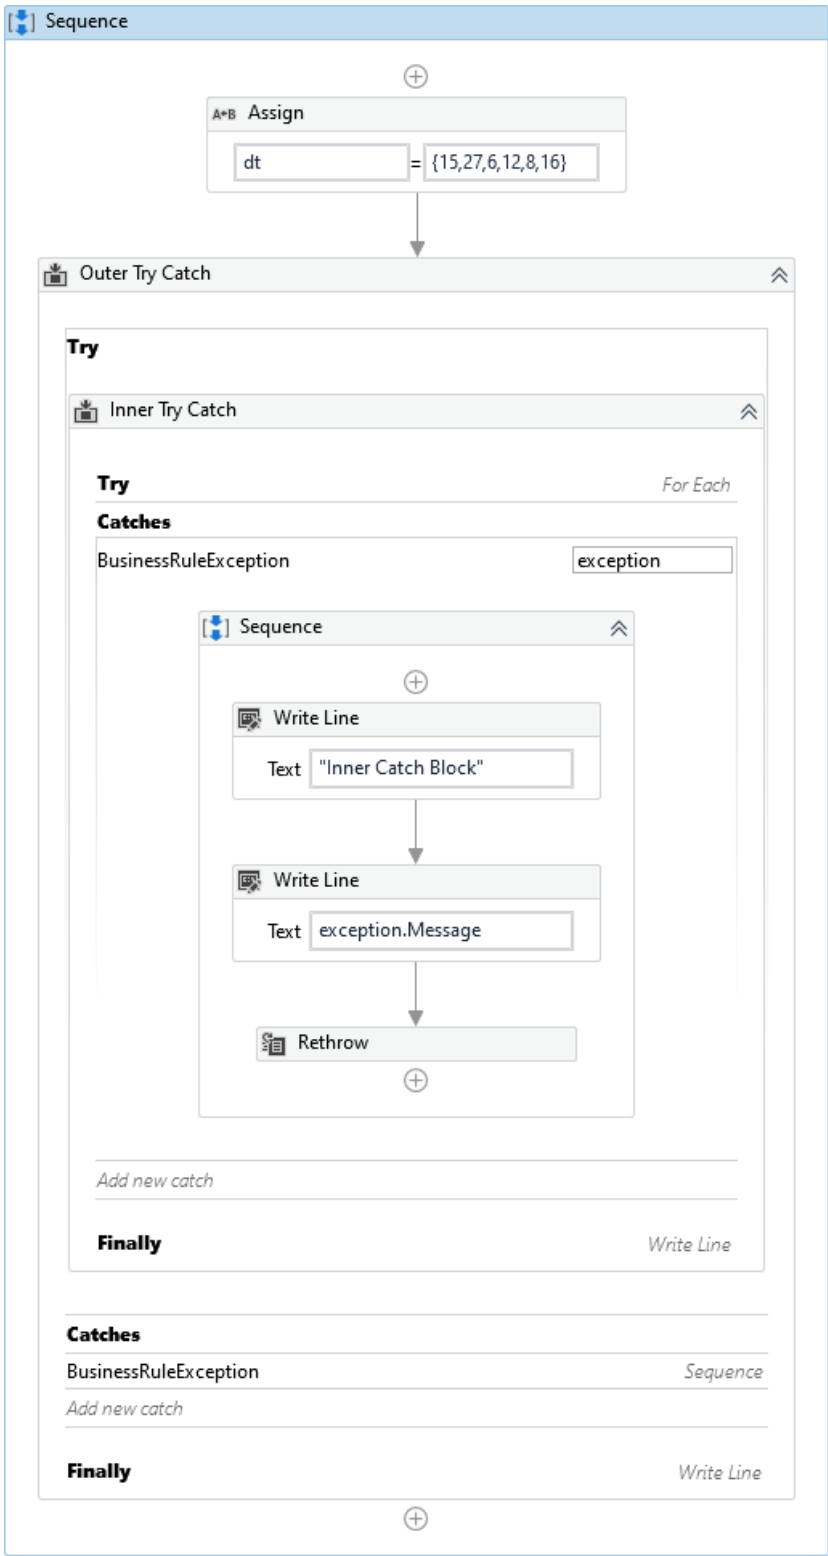 Sequence
A+B Assign
dt = {15,27,6,12,8,16}
Outer Try Catch
Try
Inner Try Catch
Try For Each
Catches
BusinessRuleException exception
Sequence
Write Line
Text "Inner Catch Block"
Write Line
Text exception.Message
Rethrow
Add new catch
Finally Write Line
Catches
BusinessRuleException Sequence
Add new catch
Finally Write Line